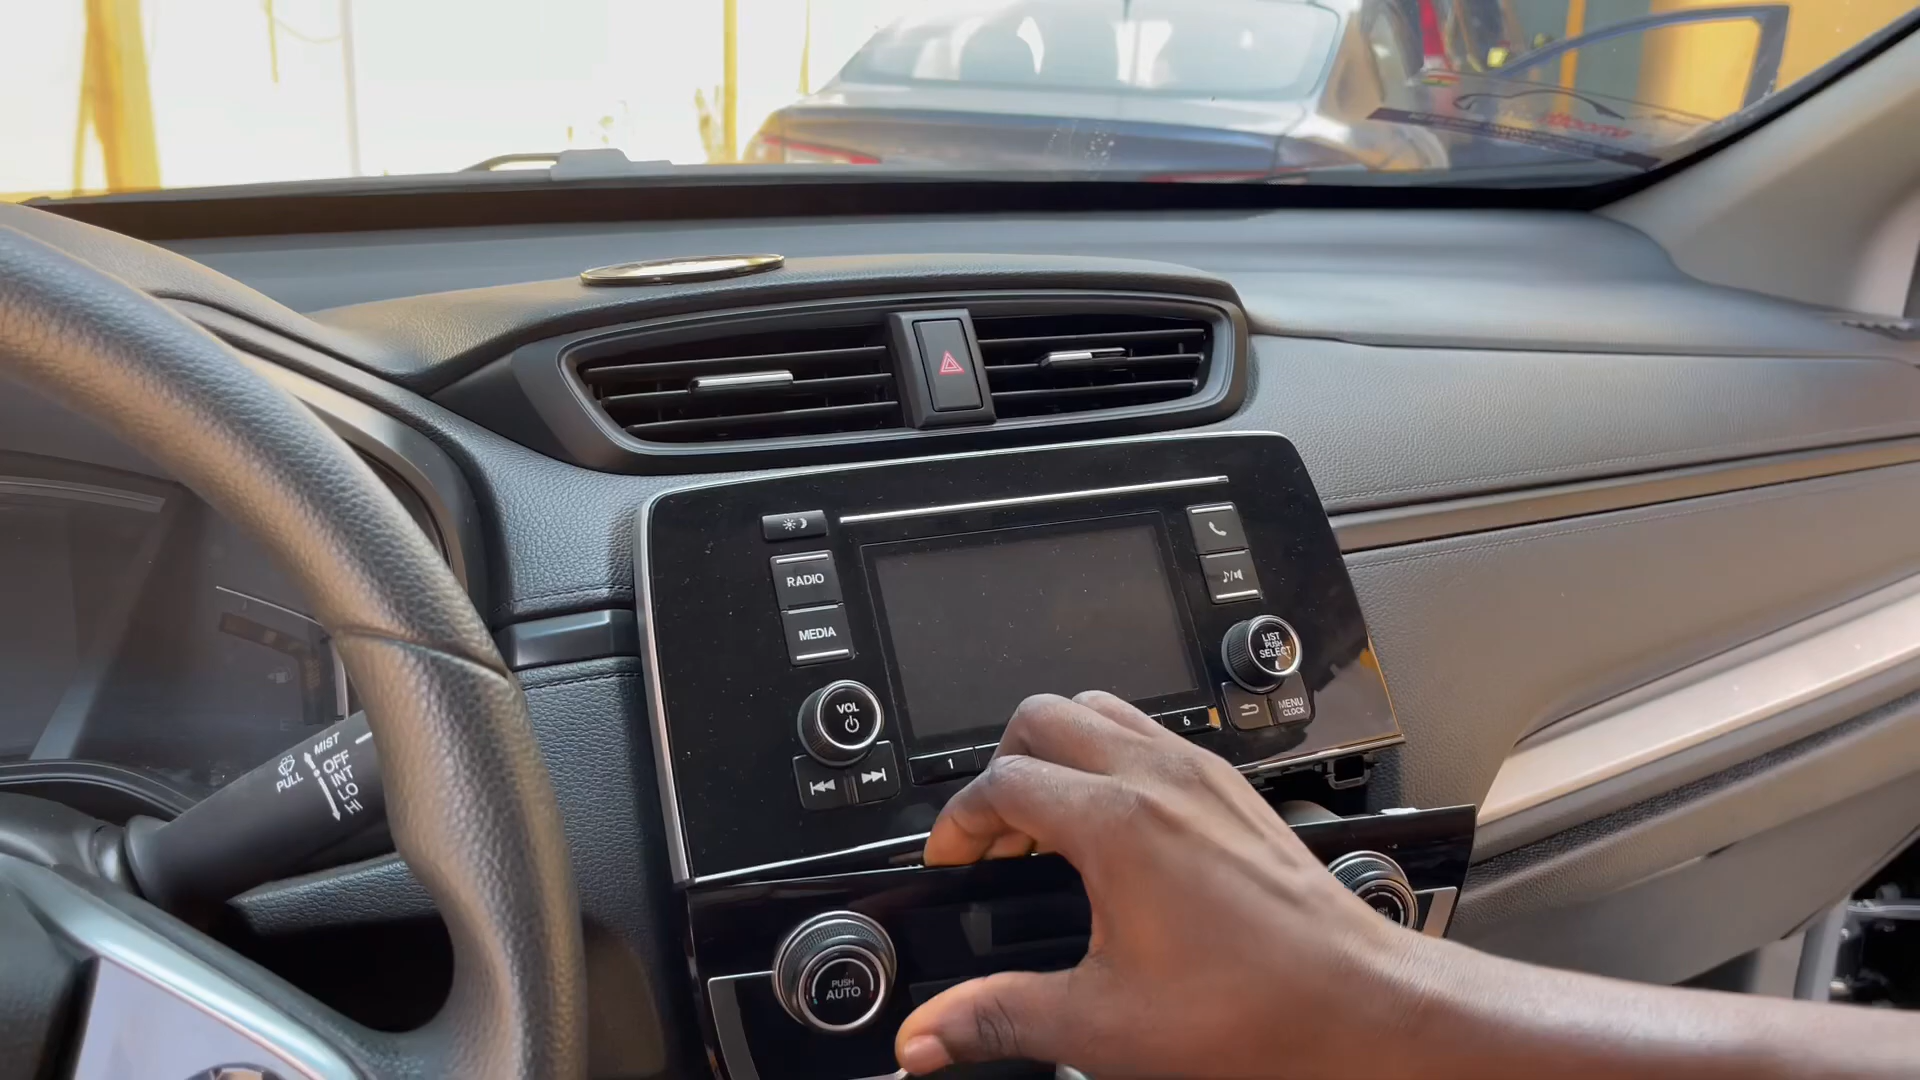 RADIO
MEDIA
VOL
1
6
LIST
PUSH
SELECT
MENU
CLOCK
MIST
OFF
INT
LO
HI
PULL
PUSH
AUTO